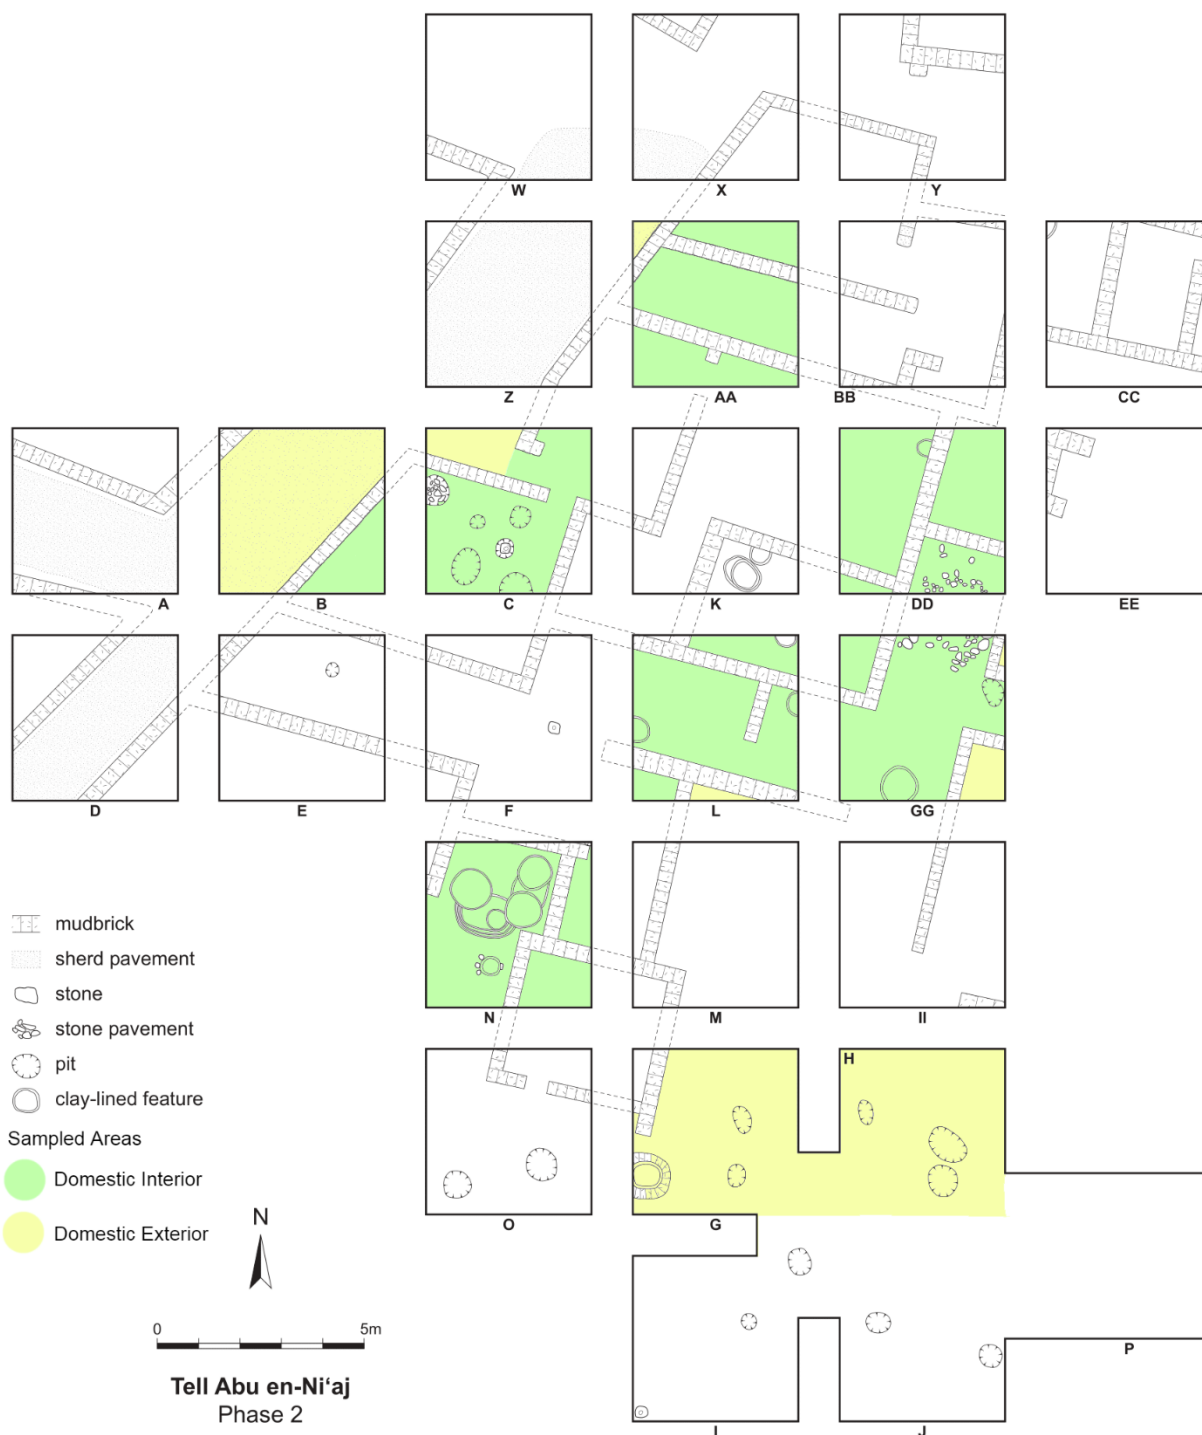 W
X
Y
Z
AA
BB
CC
A
B
C
K
DD
EE
D
E
F
L
GG
mudbrick
sherd pavement
stone
stone pavement
pit
clay-lined feature
Sampled Areas
Domestic Interior
Domestic Exterior
N
M
II
H
O
G
N
0 5m
P
Tell Abu en-Ni‘aj
Phase 2
I
J